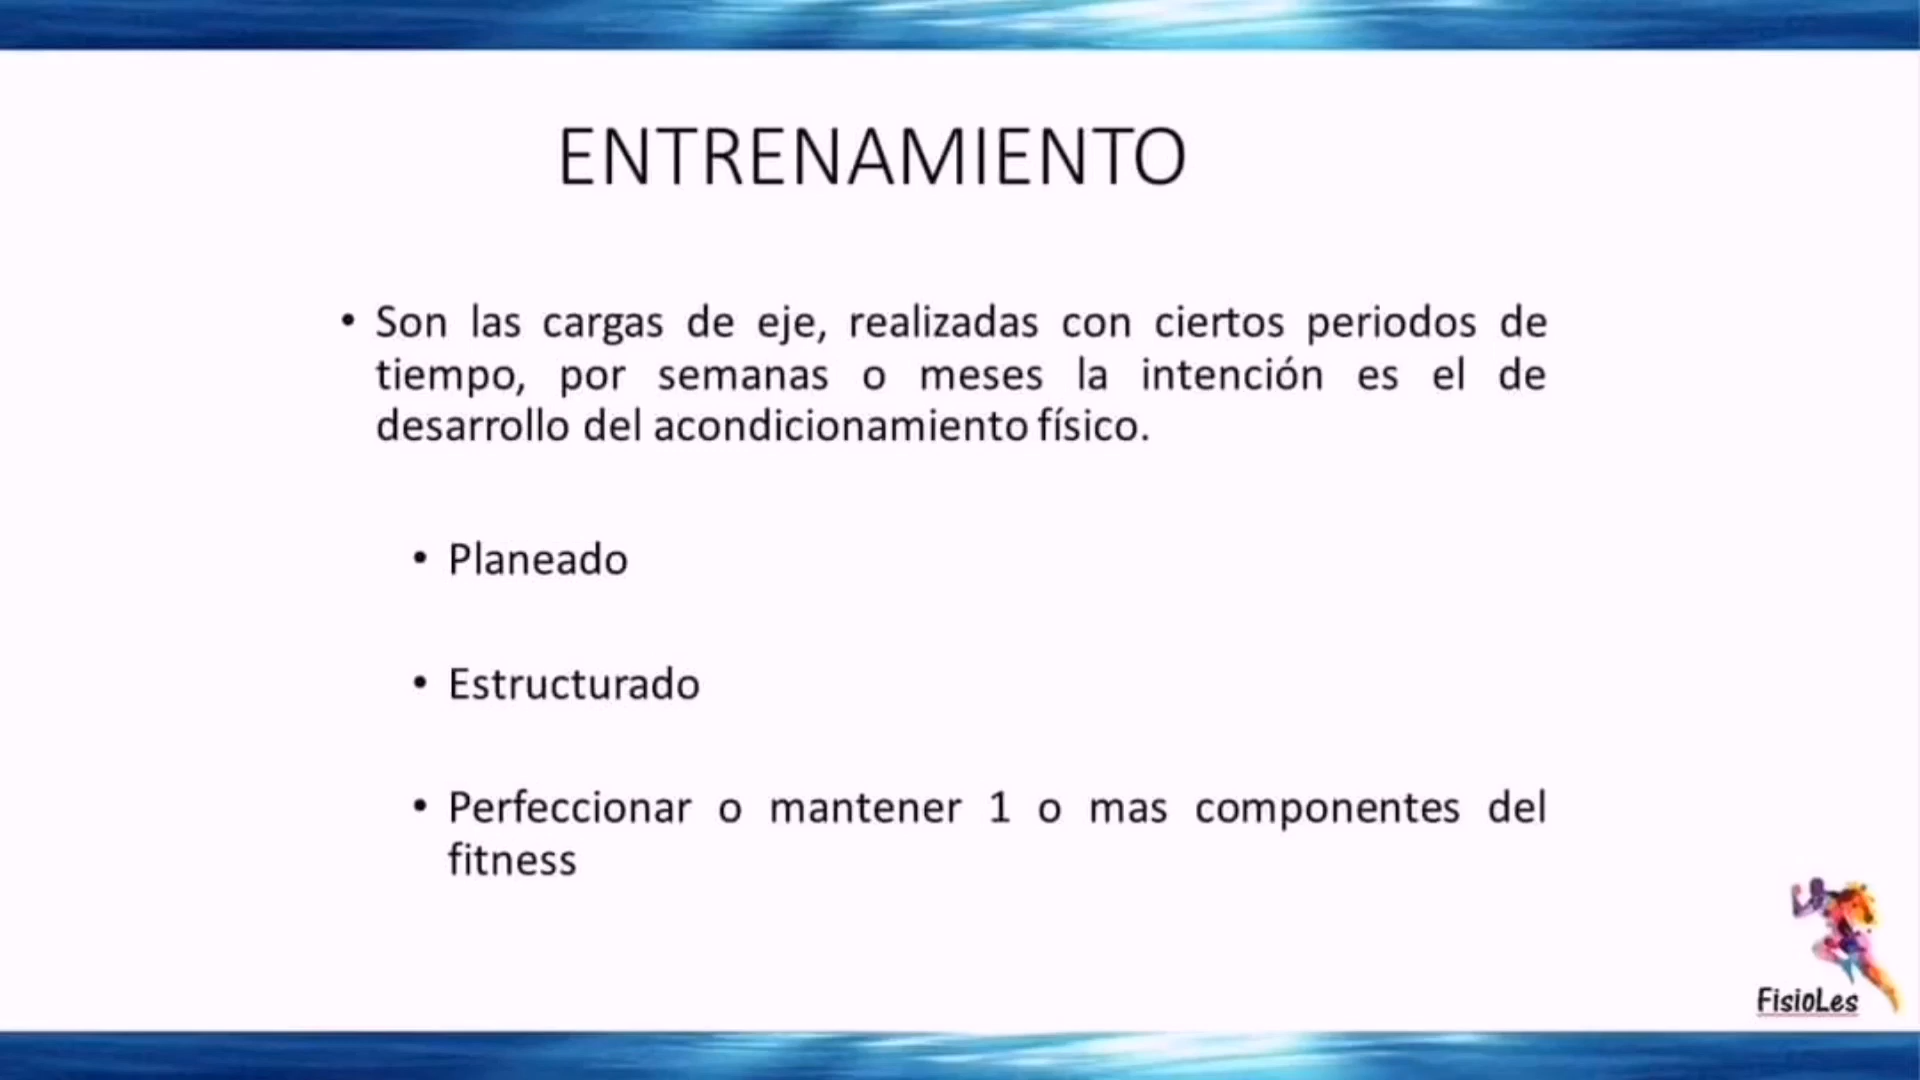 ENTRENAMIENTO
• Son las cargas de eje, realizadas con ciertos periodos de
tiempo, por semanas o meses la intención es el de
desarrollo del acondicionamiento físico.
• Planeado
• Estructurado
• Perfeccionar o mantener 1 o mas componentes del
fitness
FisioLes